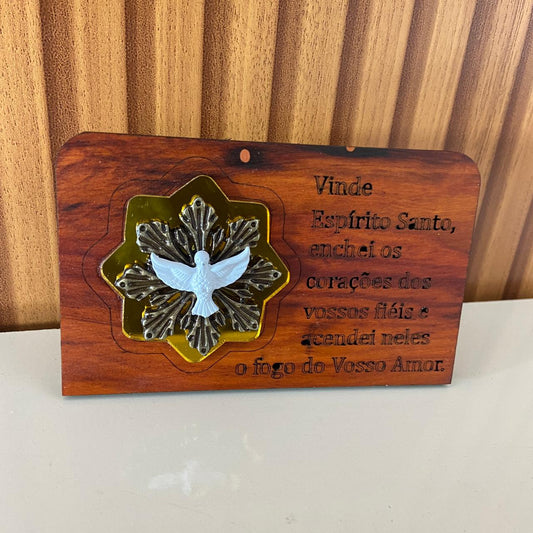 Vinde
Espírito Santo,
enchei os
corações dos
vossos fiéis e
acendei neles
o fogo do Vosso Amor.